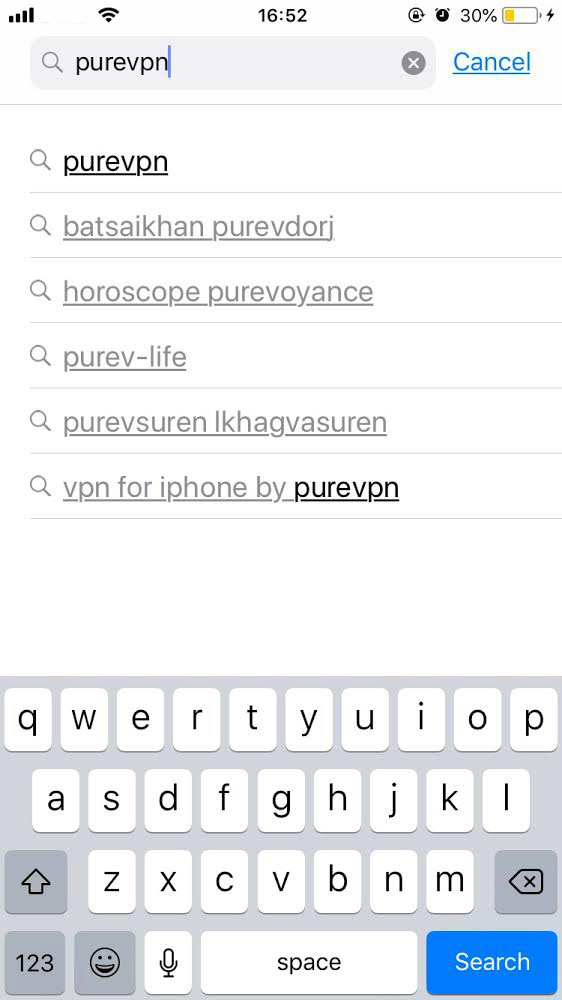 16:52
30%
purevpn
Cancel
purevpn
batsaikhan purevdorj
horoscope purevoyance
purev-life
purevsuren lkhagvasuren
vpn for iphone by purevpn
q w e r t y u i o p
a s d f g h j k l
z x c v b n m
123 space Search